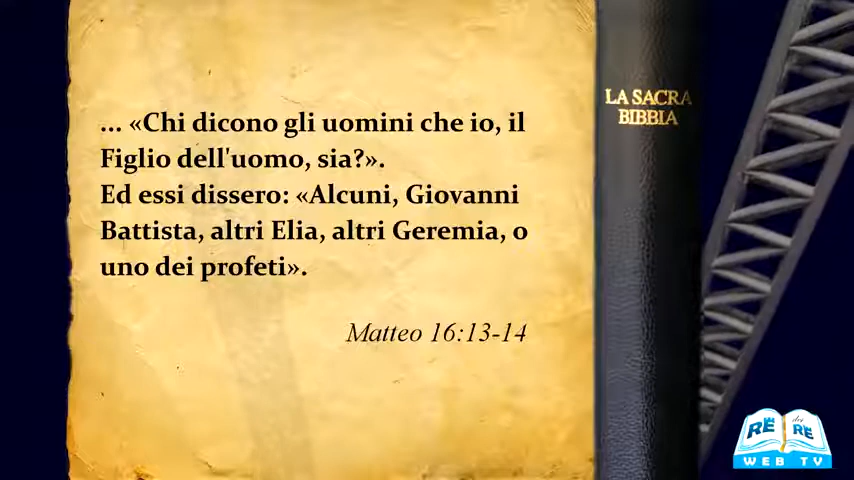 ... «Chi dicono gli uomini che io, il
Figlio dell'uomo, sia?».
Ed essi dissero: «Alcuni, Giovanni
Battista, altri Elia, altri Geremia, o
uno dei profeti».
Matteo 16:13-14
LA SACRA
BIBBIA
RE dei RE
WEB TV